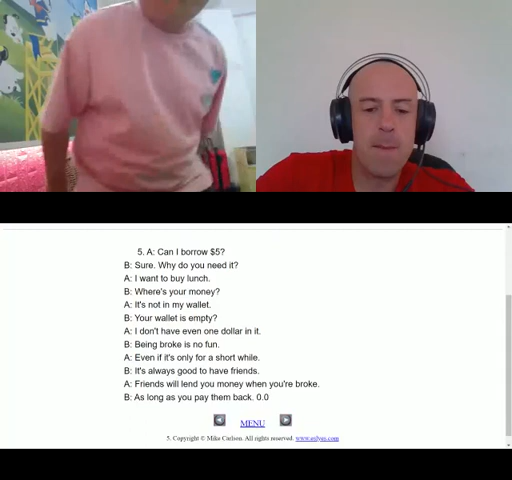 5. A: Can I borrow $5?
B: Sure. Why do you need it?
A: I want to buy lunch.
B: Where's your money?
A: It's not in my wallet.
B: Your wallet is empty?
A: I don't have even one dollar in it.
B: Being broke is no fun.
A: Even if it's only for a short while.
B: It's always good to have friends.
A: Friends will lend you money when you're broke.
B: As long as you pay them back. 0.0
MENU
5. Copyright © Mike Carlson. All rights reserved. www.eslyes.com